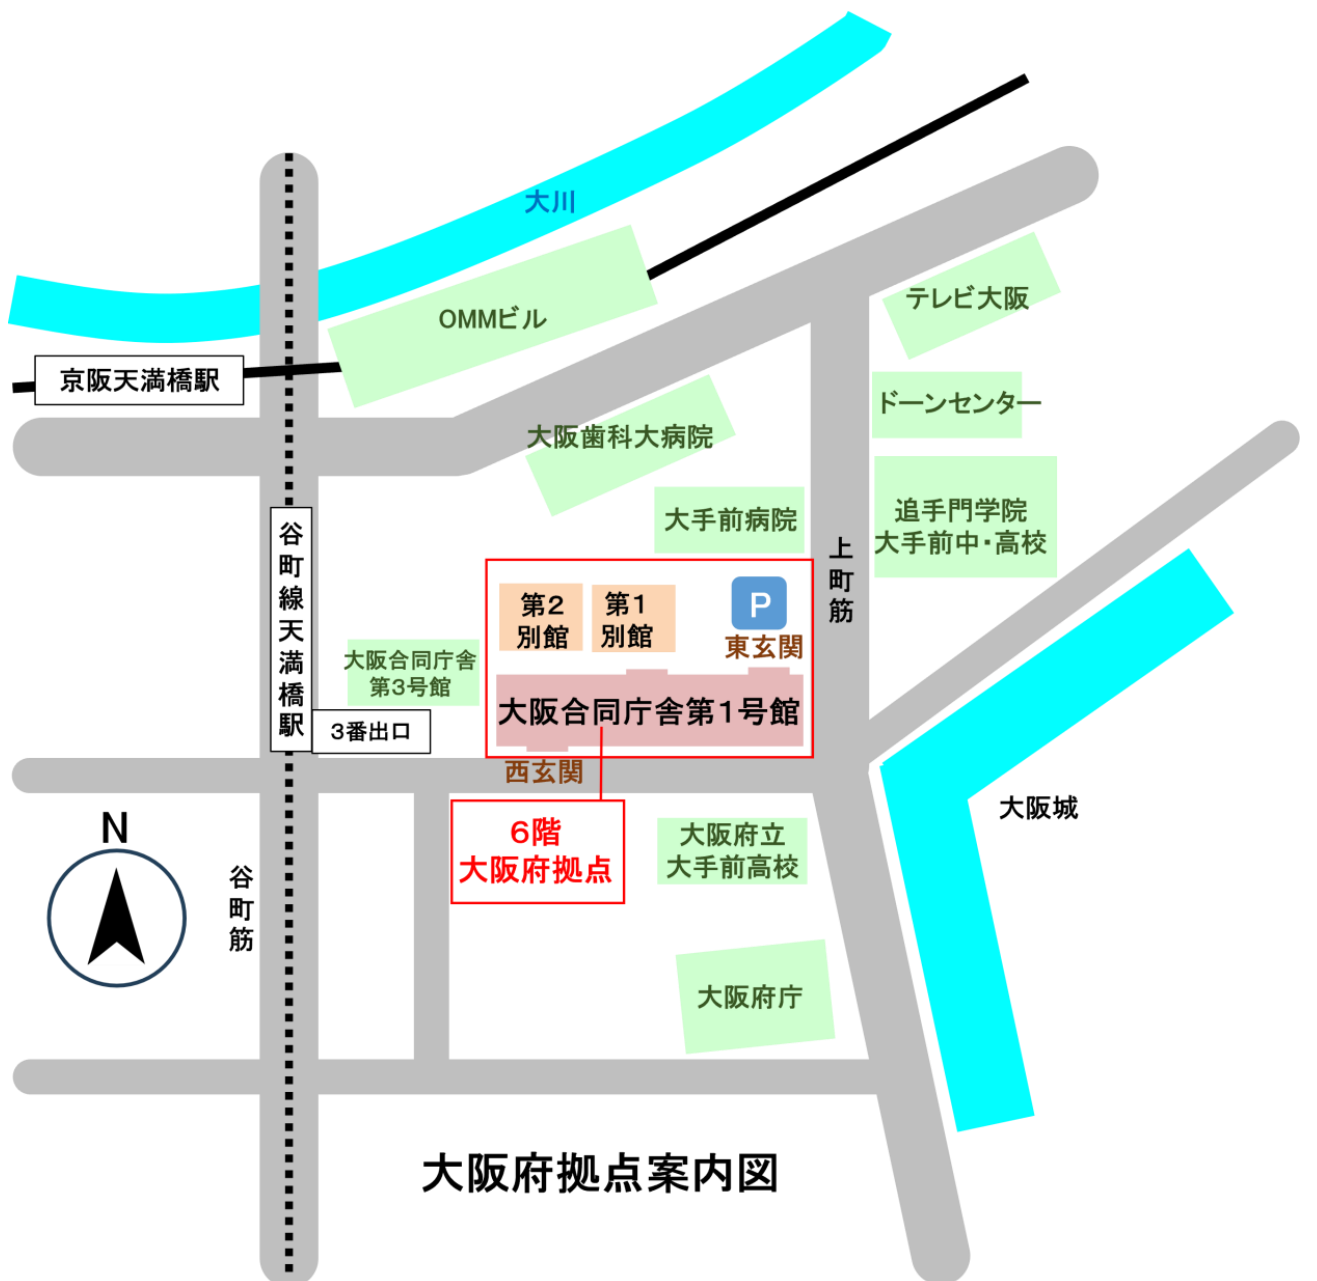 大川
OMMビル
テレビ大阪
京阪天満橋駅
ドーンセンター
大阪歯科大病院
大手前病院
追手門学院
大手前中・高校
谷町線天満橋駅
上町筋
第2
別館
第1
別館
P
東玄関
大阪合同庁舎
第3号館
大阪合同庁舎第1号館
3番出口
西玄関
大阪城
6階
大阪府拠点
大阪府立
大手前高校
N
谷町筋
大阪府庁
大阪府拠点案内図